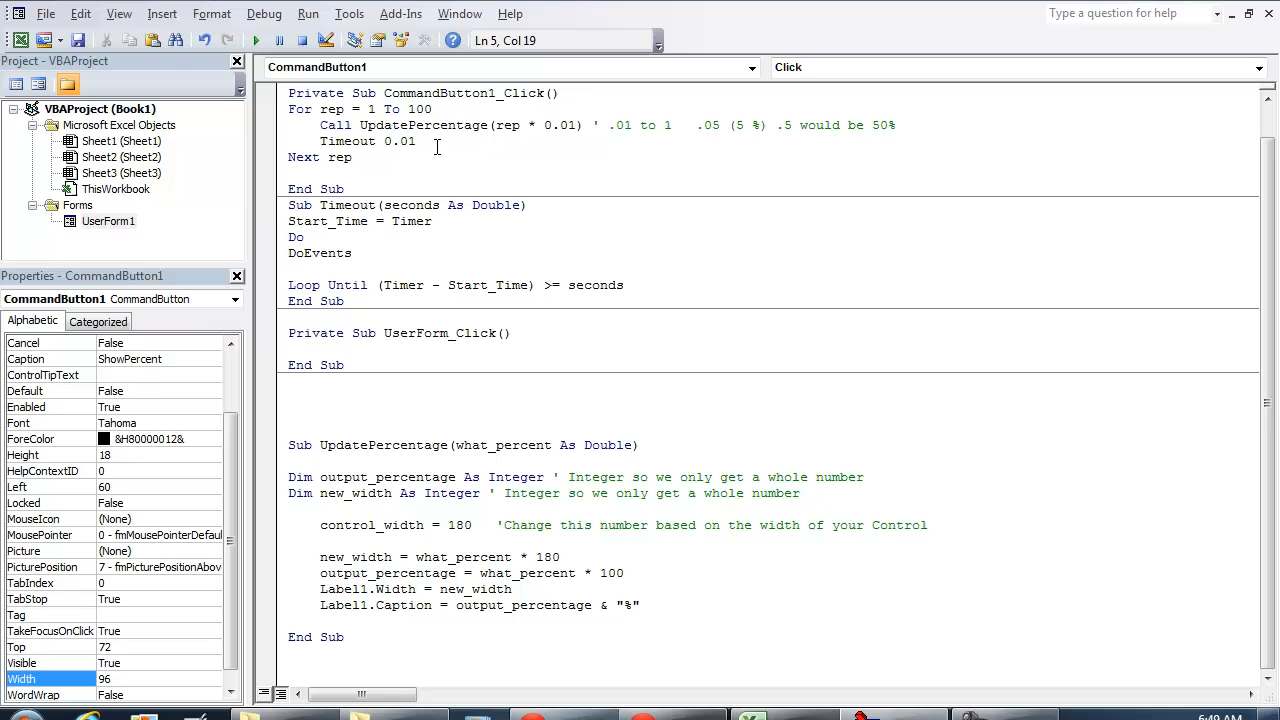 File Edit View Insert Format Debug Run Tools Add-Ins Window Help Type a question for help
Ln 5, Col 19
Project - VBAProject
VBAProject (Book1)
Microsoft Excel Objects
Sheet1 (Sheet1)
Sheet2 (Sheet2)
Sheet3 (Sheet3)
ThisWorkbook
Forms
UserForm1
Properties - CommandButton1
CommandButton1 CommandButton
Alphabetic Categorized
Cancel False
Caption ShowPercent
ControlTipText
Default False
Enabled True
Font Tahoma
ForeColor &H80000012&
Height 18
HelpContextID 0
Left 60
Locked False
MouseIcon (None)
MousePointer 0 - fmMousePointerDefaul
Picture (None)
PicturePosition 7 - fmPicturePositionAbov
TabIndex 0
TabStop True
Tag
TakeFocusOnClick True
Top 72
Visible True
Width 96
WordWrap False
CommandButton1 Click
Private Sub CommandButton1_Click()
For rep = 1 To 100
Call UpdatePercentage(rep * 0.01) ' .01 to 1 .05 (5 %) .5 would be 50%
Timeout 0.01
Next rep
End Sub
Sub Timeout(seconds As Double)
Start_Time = Timer
Do
DoEvents
Loop Until (Timer - Start_Time) >= seconds
End Sub
Private Sub UserForm_Click()
End Sub
Sub UpdatePercentage(what_percent As Double)
Dim output_percentage As Integer ' Integer so we only get a whole number
Dim new_width As Integer ' Integer so we only get a whole number
control_width = 180 'Change this number based on the width of your Control
new_width = what_percent * 180
output_percentage = what_percent * 100
Label1.Width = new_width
Label1.Caption = output_percentage & "%"
End Sub